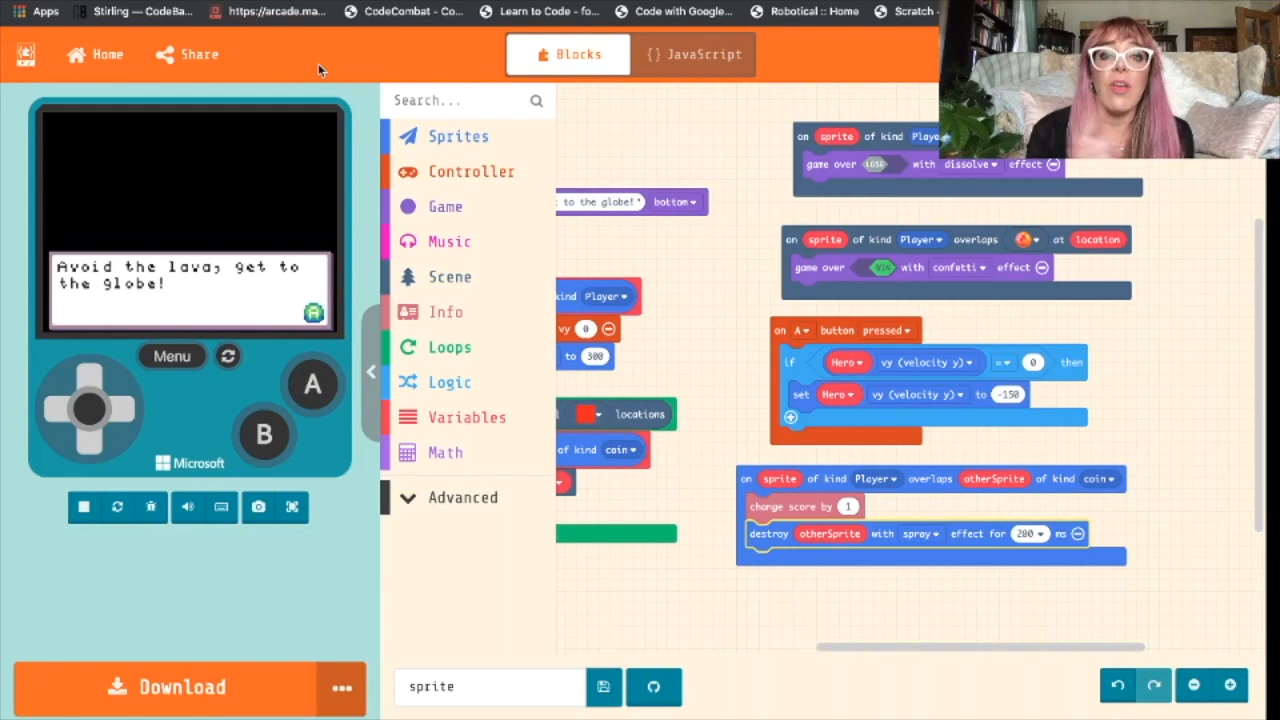 Apps
Stirling — CodeBa...
https://arcade.ma...
CodeCombat - Co...
Learn to Code - fo...
Code with Google...
Robotical :: Home
Scratch -
Home
Share
Blocks
{} JavaScript
Search...
Sprites
Controller
Game
Music
Scene
Info
Loops
Logic
Variables
Math
Advanced
Avoid the lava, get to
the globe!
A
Menu
A
B
Microsoft
Download
sprite
to the globe!" bottom
kind Player
vy 0
to 300
locations
of kind coin
on sprite of kind Playe
game over LOSE with dissolve effect
on sprite of kind Player overlaps at location
game over WIN with confetti effect
on A button pressed
if Hero vy (velocity y) = 0 then
set Hero vy (velocity y) to -150
on sprite of kind Player overlaps otherSprite of kind coin
change score by 1
destroy otherSprite with spray effect for 200 ms